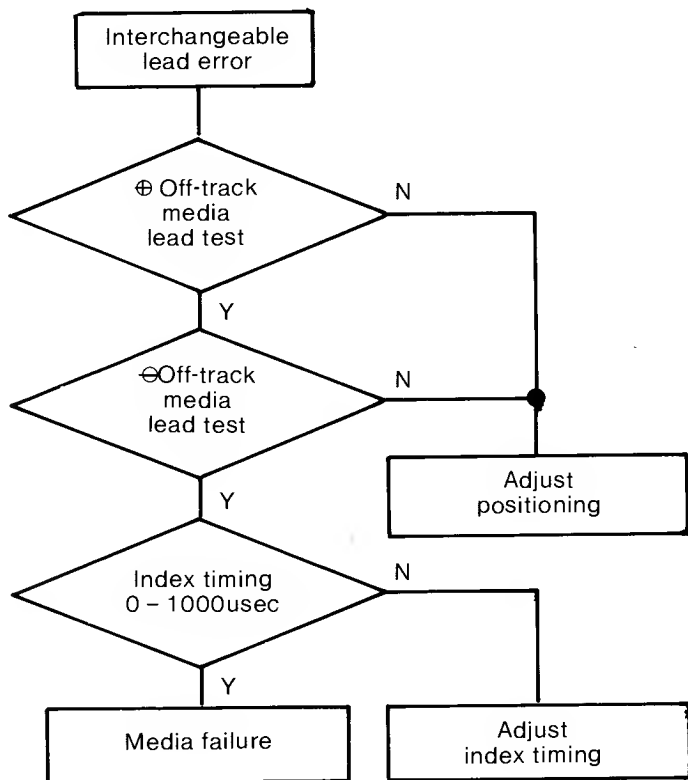 Interchangeable
lead error
⊕ Off-track
media
lead test
N
Y
⊖Off-track
media
lead test
N
Y
Adjust
positioning
Index timing
0 – 1000usec
N
Y
Media failure
Adjust
index timing